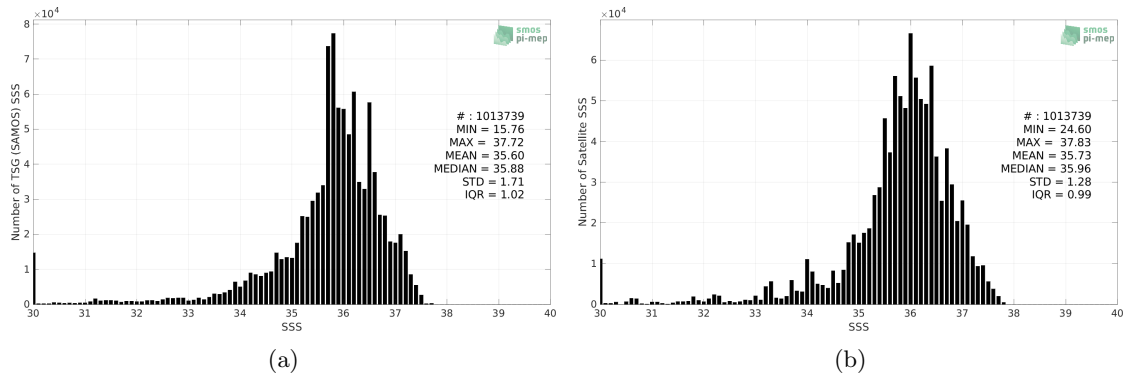 ×10⁴
8
7
6
5
4
3
2
1
0
Number of TSG (SAMOS) SSS
30 31 32 33 34 35 36 37 38 39 40
SSS
smos
pi-mep
# : 1013739
MIN = 15.76
MAX = 37.72
MEAN = 35.60
MEDIAN = 35.88
STD = 1.71
IQR = 1.02
(a)
×10⁴
6
5
4
3
2
1
0
Number of Satellite SSS
30 31 32 33 34 35 36 37 38 39 40
SSS
smos
pi-mep
# : 1013739
MIN = 24.60
MAX = 37.83
MEAN = 35.73
MEDIAN = 35.96
STD = 1.28
IQR = 0.99
(b)